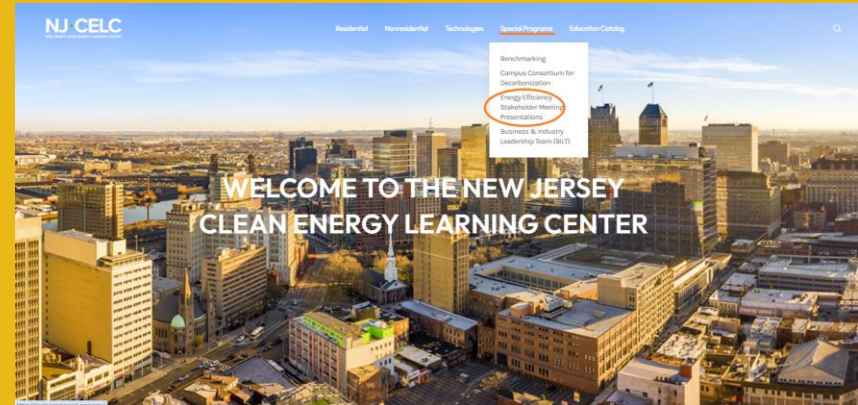 NJ CELC
Residential Nonresidential Technologies Special Programs Education Catalog
Benchmarking
Campus Consortium for
Decarbonization
Energy Efficiency
Stakeholder Meeting
Presentations
Business & Industry
Leadership Team (BILT)
WELCOME TO THE NEW JERSEY
CLEAN ENERGY LEARNING CENTER